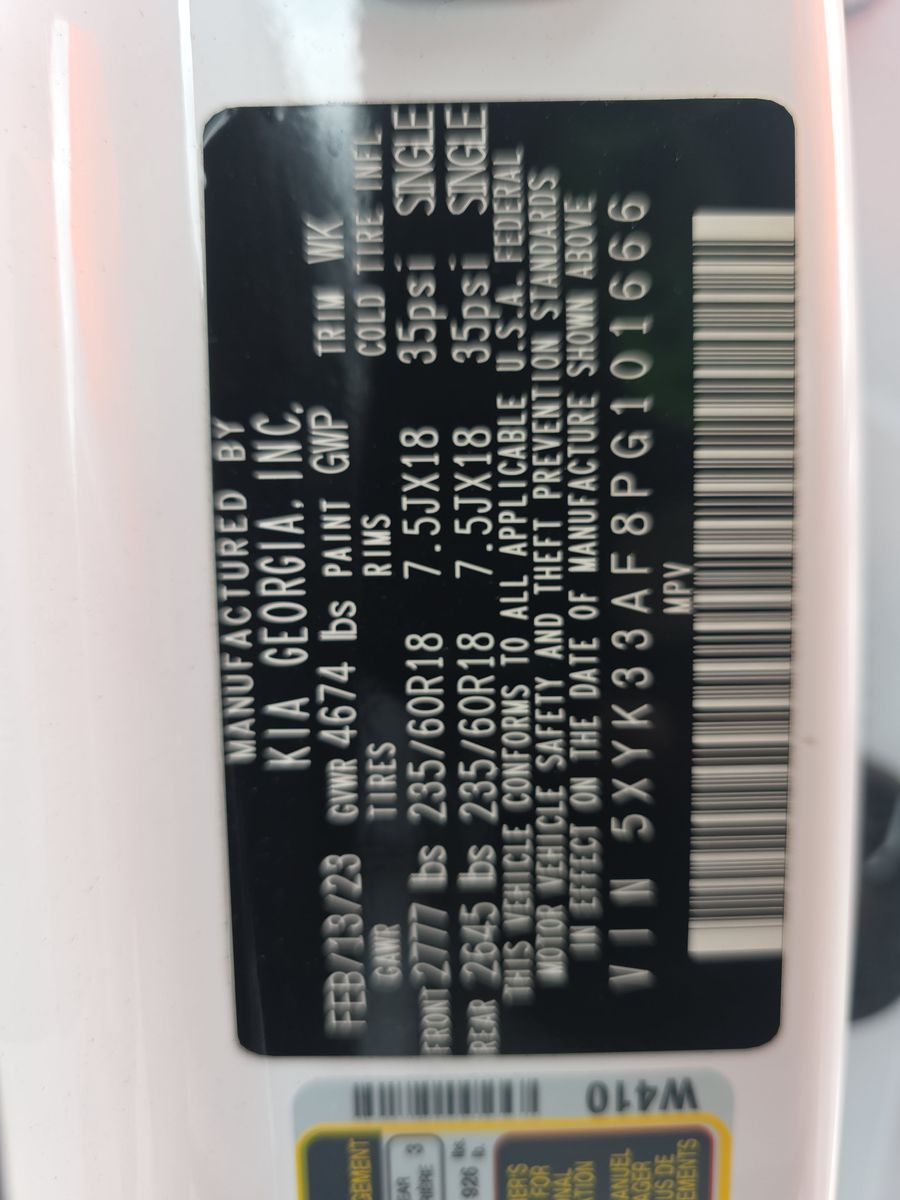 MANUFACTURED BY
KIA GEORGIA, INC.
FEB/13/23 GVWR 4674 lbs PAINT GWP TRIM WK
GAWR TIRES RIMS COLD TIRE INFL
FRONT 2777 lbs 235/60R18 7.5JX18 35psi SINGLE
REAR 2645 lbs 235/60R18 7.5JX18 35psi SINGLE
THIS VEHICLE CONFORMS TO ALL APPLICABLE U.S.A. FEDERAL
MOTOR VEHICLE SAFETY AND THEFT PREVENTION STANDARDS
IN EFFECT ON THE DATE OF MANUFACTURE SHOWN ABOVE
VIN 5XYK33AF8PG101666
MPV
W410
3
926
MANUEL